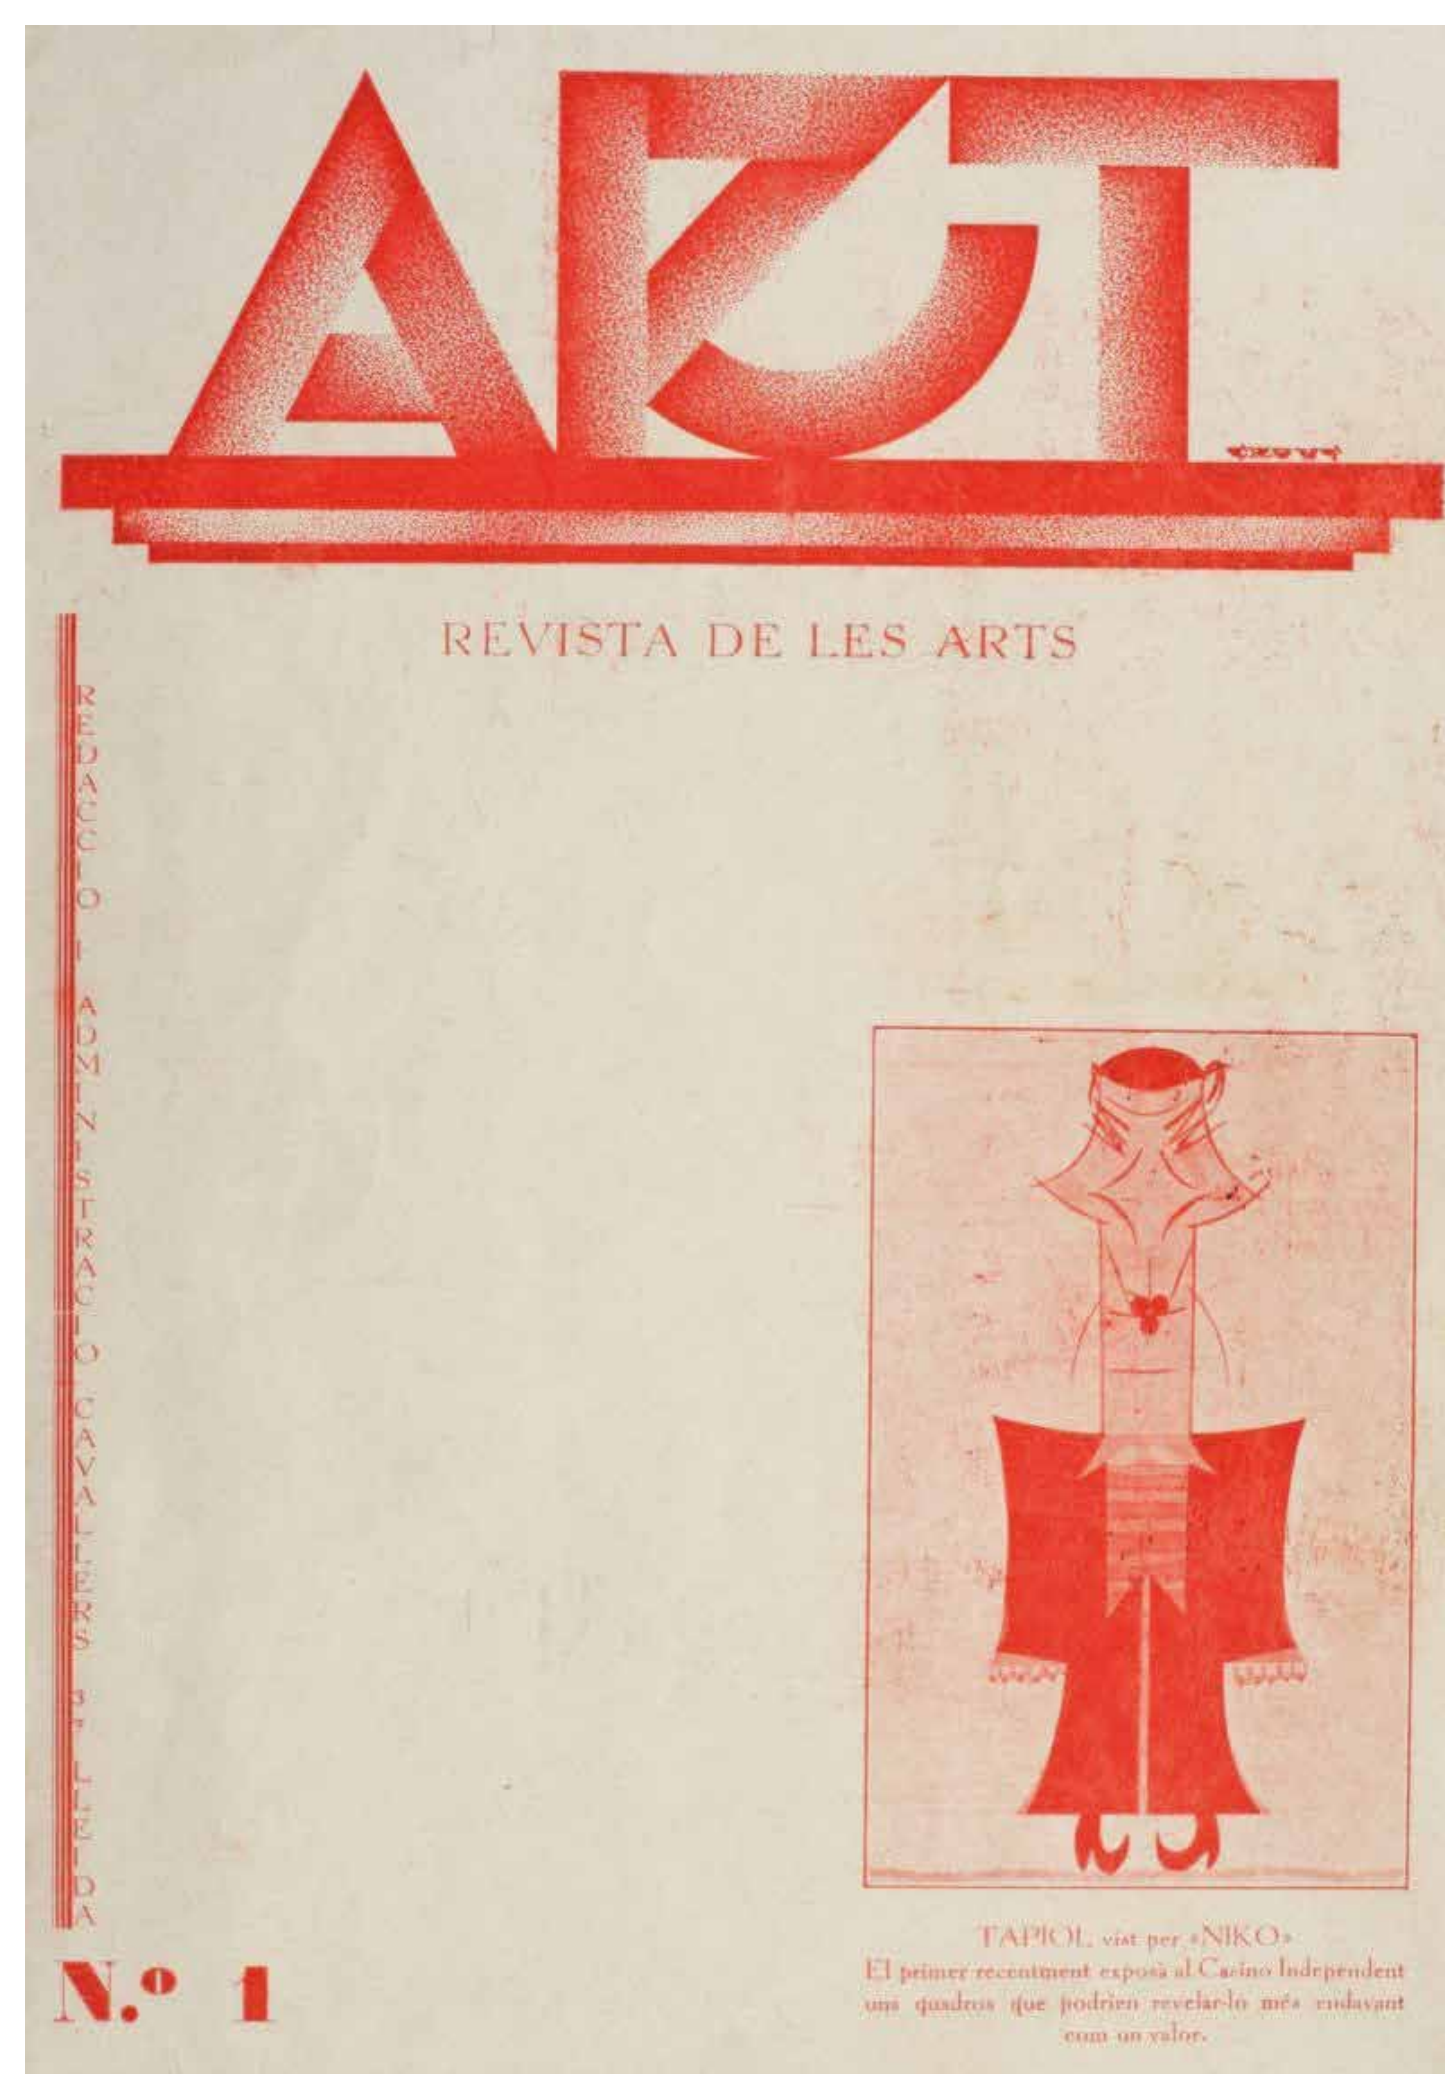 ART
REVISTA DE LES ARTS
REDACCIO I ADMINISTRACIO CAVALLERS 37 LLEIDA
N.º 1
TAPIOL vist per «NIKO»
El primer recentment exposà al Casino Independent
uns quadros que podrien revelar-lo més endavant
com un valor.